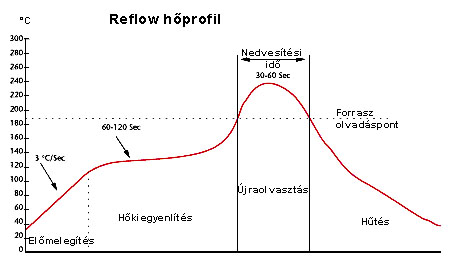 Reflow hőprofil
°C
300
280
260
240
220
200
180
160
140
120
100
80
60
40
20
0
Nedvesítési
idő
30-60 Sec
60-120 Sec
3 °C/Sec
Forrasz
olvadáspont
Előmelegítés
Hőkiegyenlítés
Újraolvasztás
Hűtés